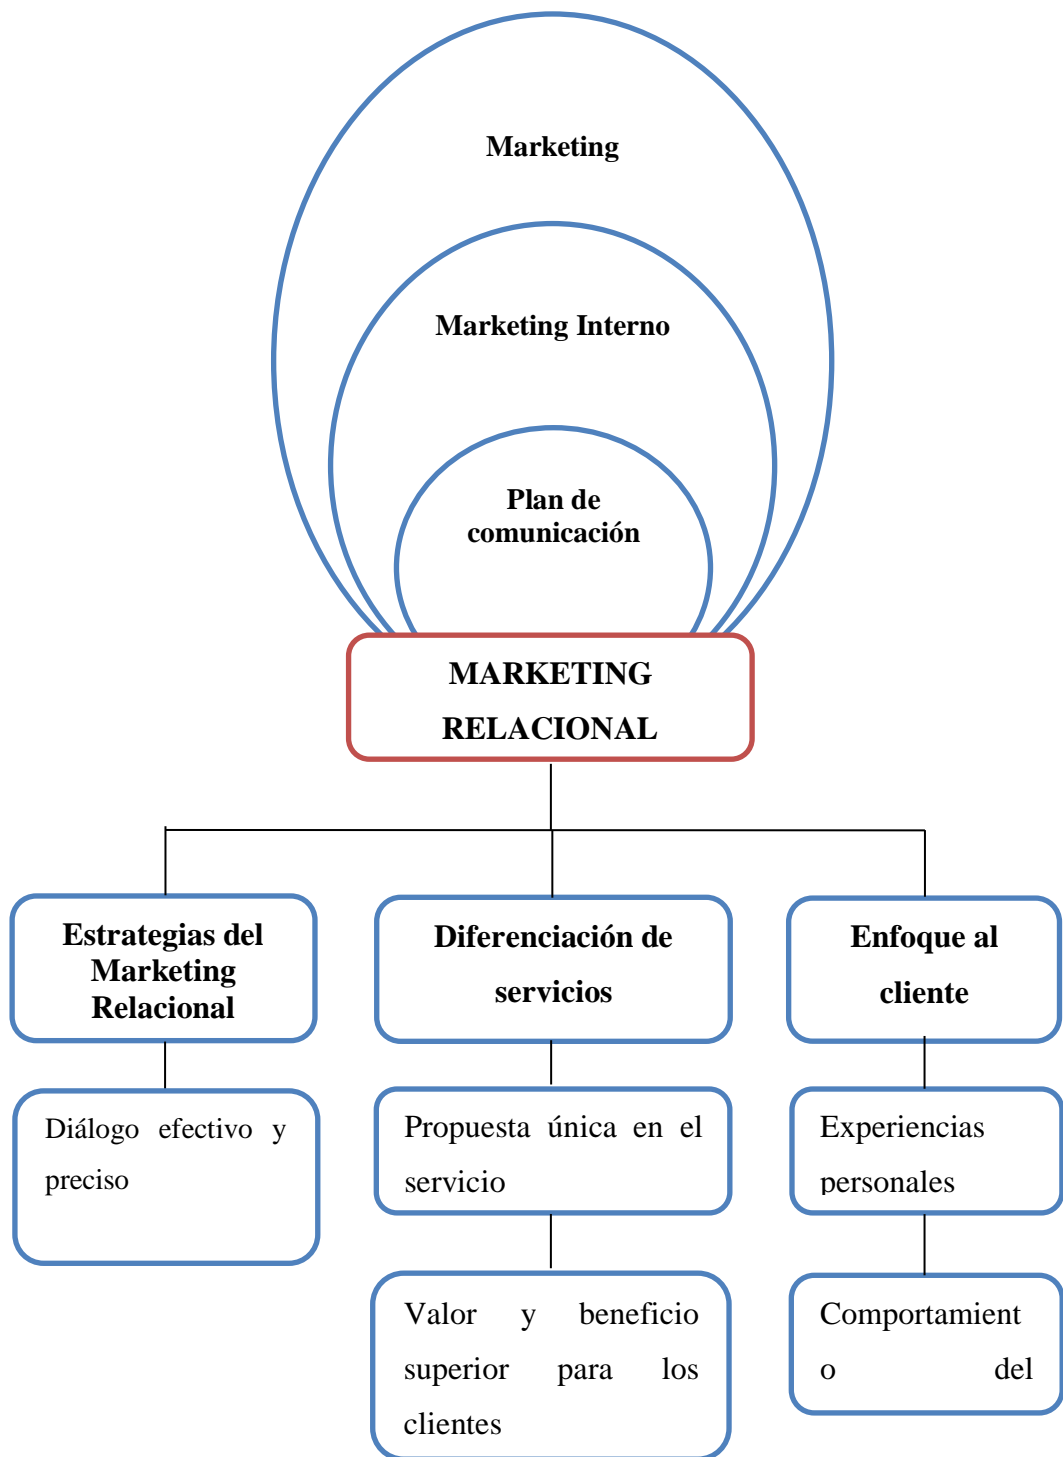 Marketing
Marketing Interno
Plan de
comunicación
MARKETING
RELACIONAL
Estrategias del
Marketing
Relacional
Diferenciación de
servicios
Enfoque al
cliente
Diálogo efectivo y
preciso
Propuesta única en el
servicio
Experiencias
personales
Valor y beneficio
superior para los
clientes
Comportamient
o del